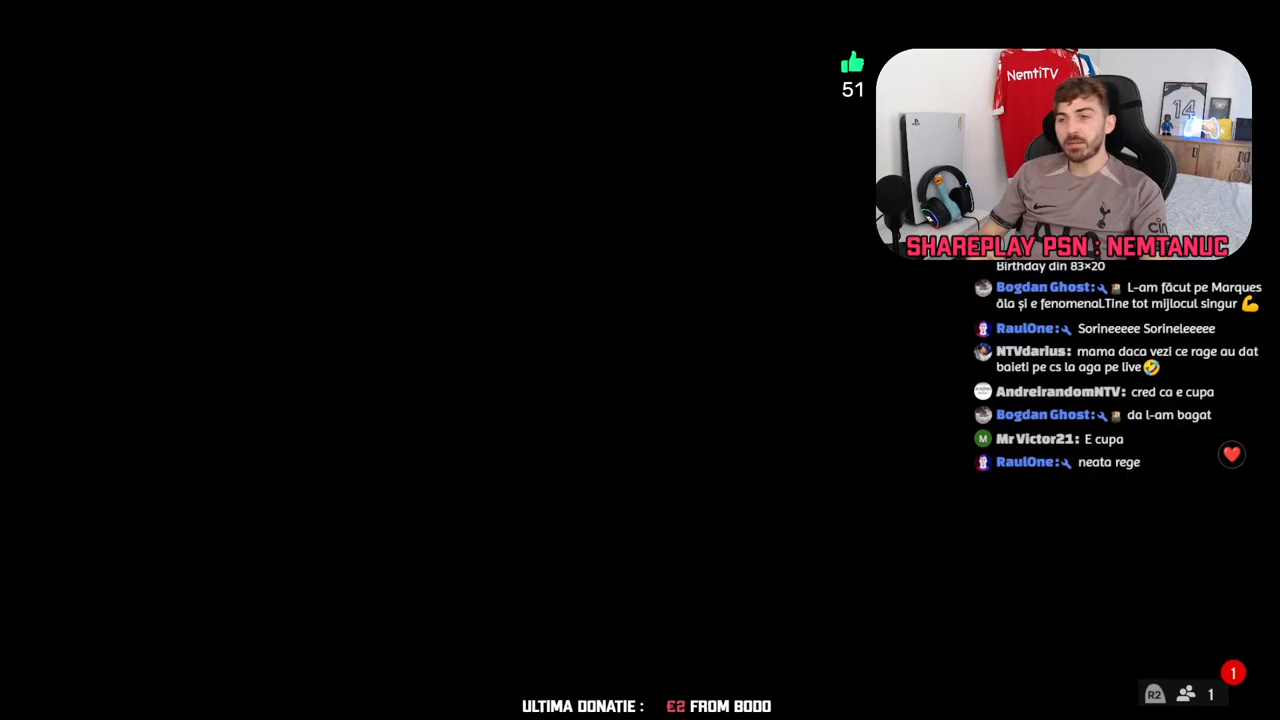 51
NemtiTV
14
SHAREPLAY PSN : NEMTANUC
Birthday din 83×20
Bogdan Ghost: L-am făcut pe Marques
ăla și e fenomenal.Tine tot mijlocul singur 💪
RaulOne: Sorineeeee Sorineleeeee
NTVdarius: mama daca vezi ce rage au dat
baieti pe cs la aga pe live🤣
AndreirandomNTV: cred ca e cupa
Bogdan Ghost: da l-am bagat
M Mr Victor21: E cupa
RaulOne: neata rege
1
R2 1
ULTIMA DONATIE : €2 FROM BODO